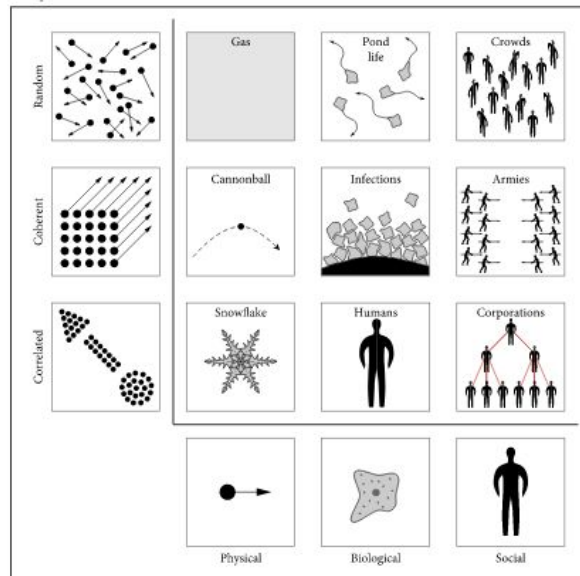 Random
Gas
Pond
life
Crowds
Coherent
Cannonball
Infections
Armies
Correlated
Snowflake
Humans
Corporations
Physical
Biological
Social